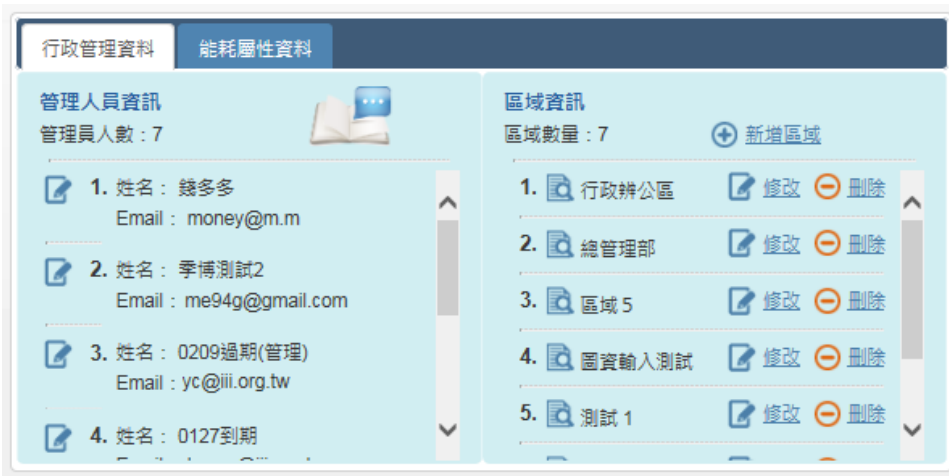 行政管理資料
能耗屬性資料
管理人員資訊
管理員人數：7
1. 姓名： 錢多多
Email： money@m.m
2. 姓名： 季博測試2
Email：me94g@gmail.com
3. 姓名： 0209過期(管理)
Email：yc@iii.org.tw
4. 姓名： 0127到期
區域資訊
區域數量：7 新增區域
1. 行政辨公區 修改 刪除
2. 總管理部 修改 刪除
3. 區域 5 修改 刪除
4. 圖資輸入測試 修改 刪除
5. 測試 1 修改 刪除